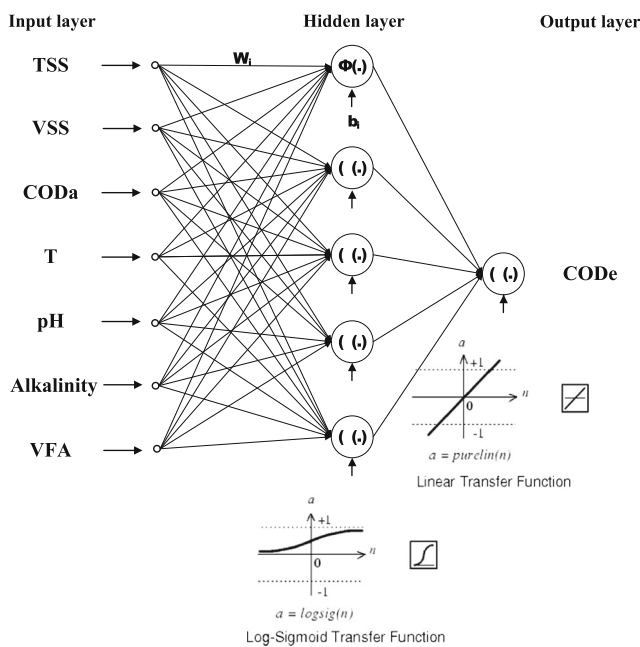 Input layer Hidden layer Output layer
TSS
Wi
Φ(.)
VSS
bi
( (.)
CODa
T
( (.)
( (.)
CODe
pH
( (.)
Alkalinity
VFA
( (.)
a
+1
n
0
-1
a = purelin(n)
Linear Transfer Function
a
+1
n
0
-1
a = logsig(n)
Log-Sigmoid Transfer Function